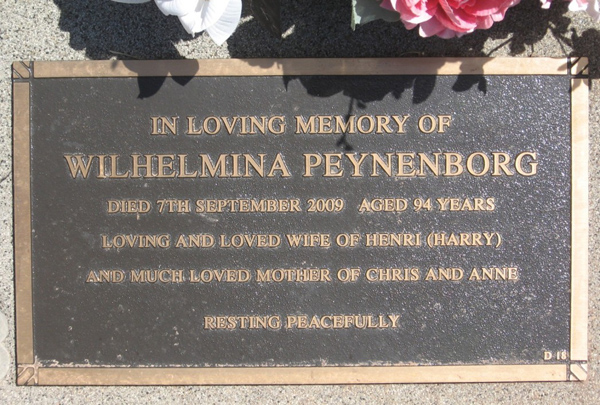 IN LOVING MEMORY OF
WILHELMINA PEYNENBORG
DIED 7TH SEPTEMBER 2009 AGED 94 YEARS
LOVING AND LOVED WIFE OF HENRI (HARRY)
AND MUCH LOVED MOTHER OF CHRIS AND ANNE
RESTING PEACEFULLY
D 18